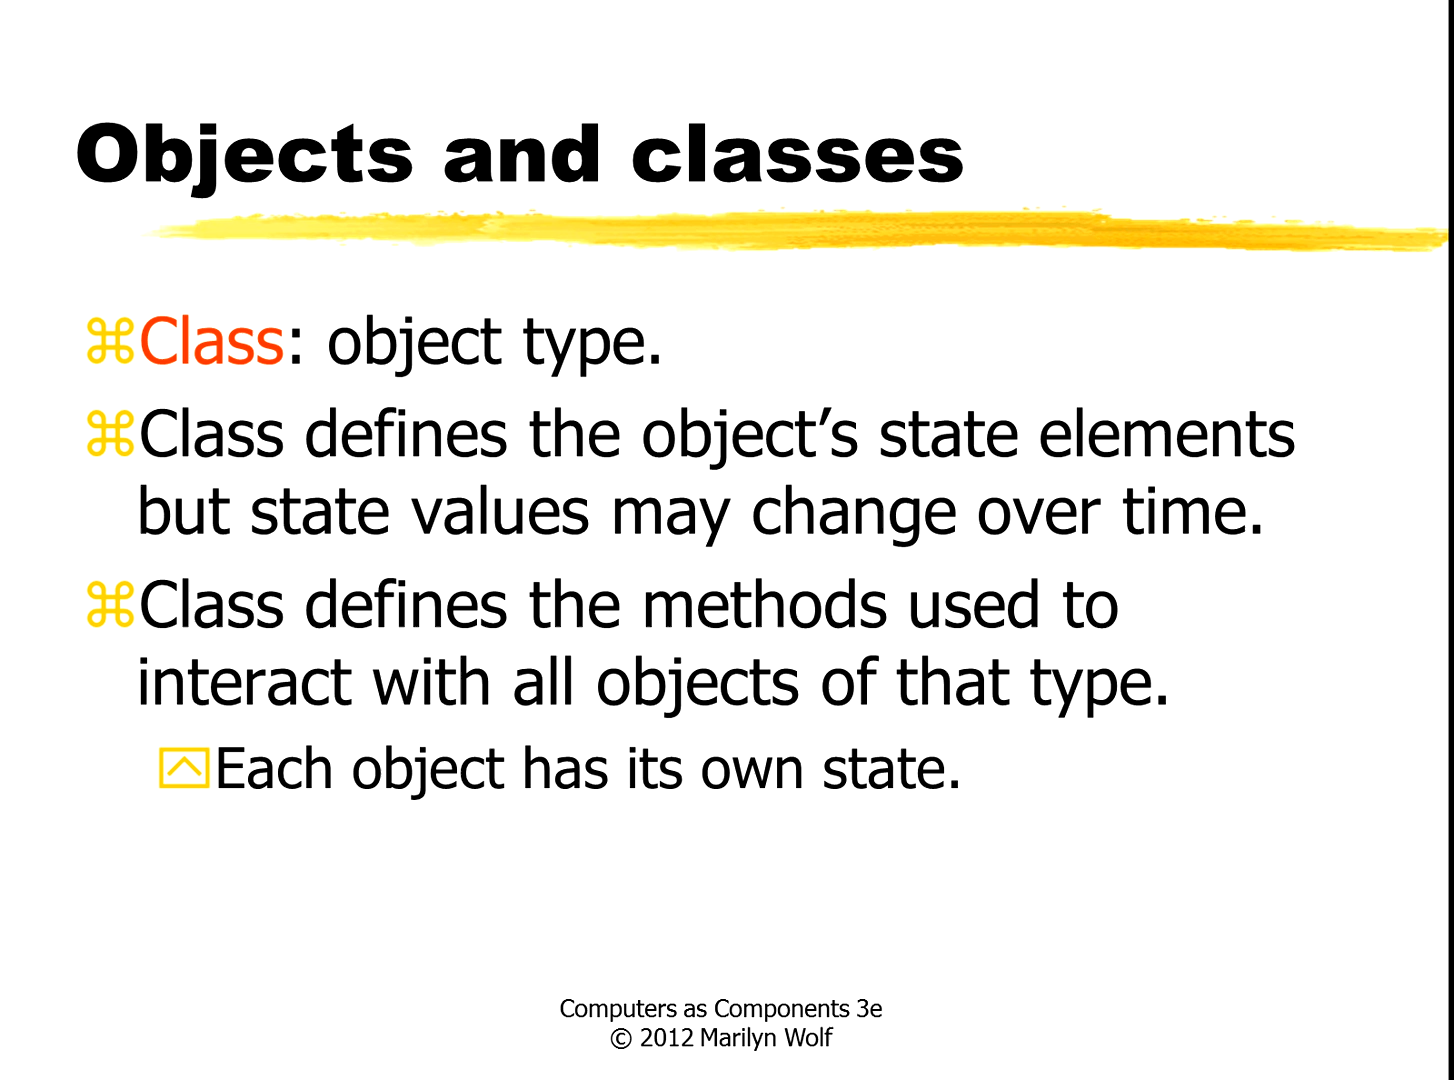 Objects and classes
⌘Class: object type.
⌘Class defines the object’s state elements
but state values may change over time.
⌘Class defines the methods used to
interact with all objects of that type.
Each object has its own state.
Computers as Components 3e
© 2012 Marilyn Wolf